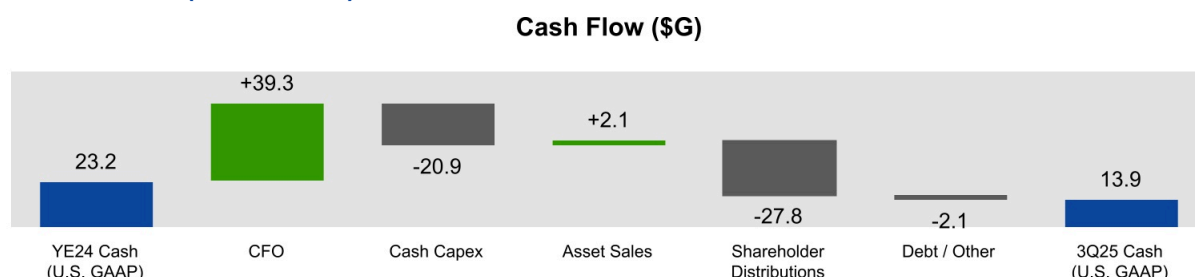 Cash Flow ($G)
+39.3
+2.1
23.2
-20.9
13.9
-27.8
-2.1
YE24 Cash
(U.S. GAAP)
CFO
Cash Capex
Asset Sales
Shareholder
Distributions
Debt / Other
3Q25 Cash
(U.S. GAAP)